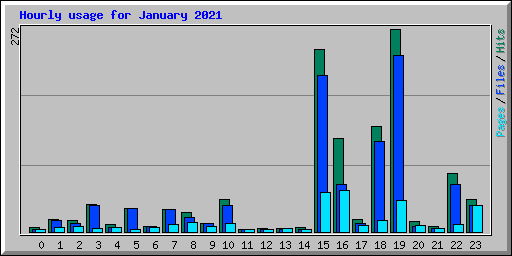 Hourly usage for January 2021
272
Pages/Files/Hits
0 1 2 3 4 5 6 7 8 9 10 11 12 13 14 15 16 17 18 19 20 21 22 23